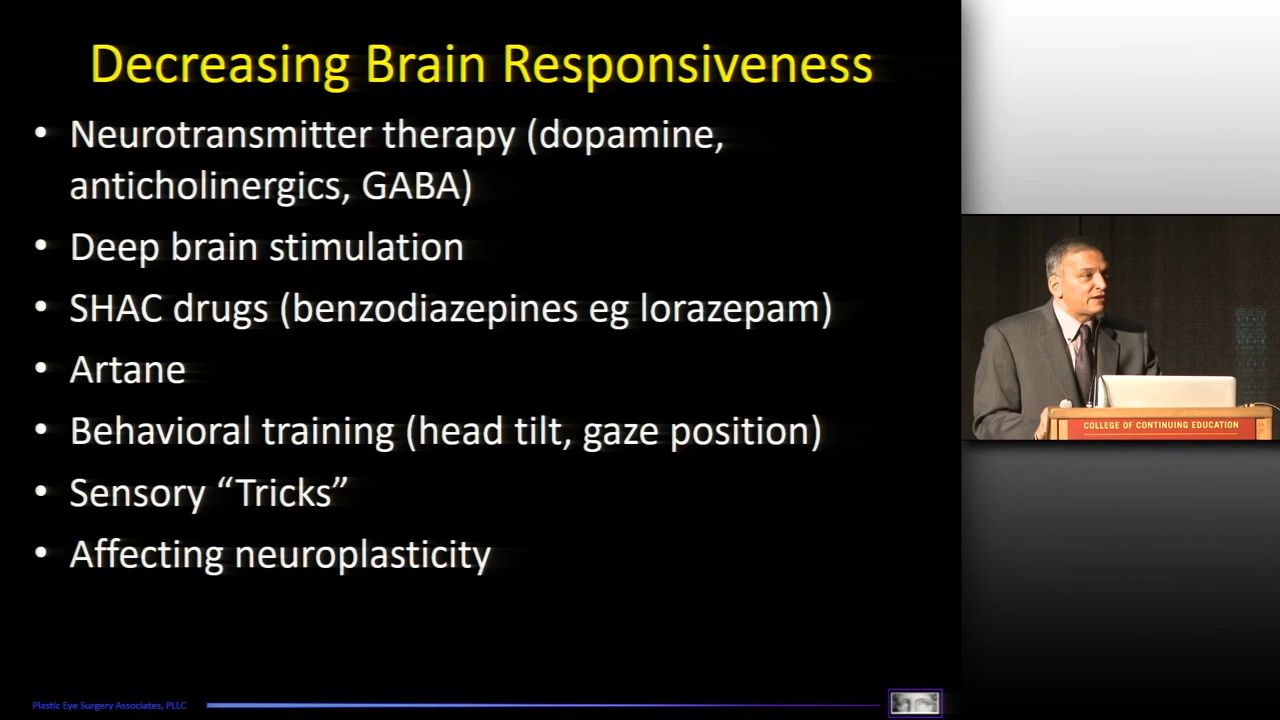 Decreasing Brain Responsiveness
• Neurotransmitter therapy (dopamine,
anticholinergics, GABA)
• Deep brain stimulation
• SHAC drugs (benzodiazepines eg lorazepam)
• Artane
• Behavioral training (head tilt, gaze position)
• Sensory “Tricks”
• Affecting neuroplasticity
COLLEGE OF CONTINUING EDUCATION
Plastic Eye Surgery Associates, PLLC